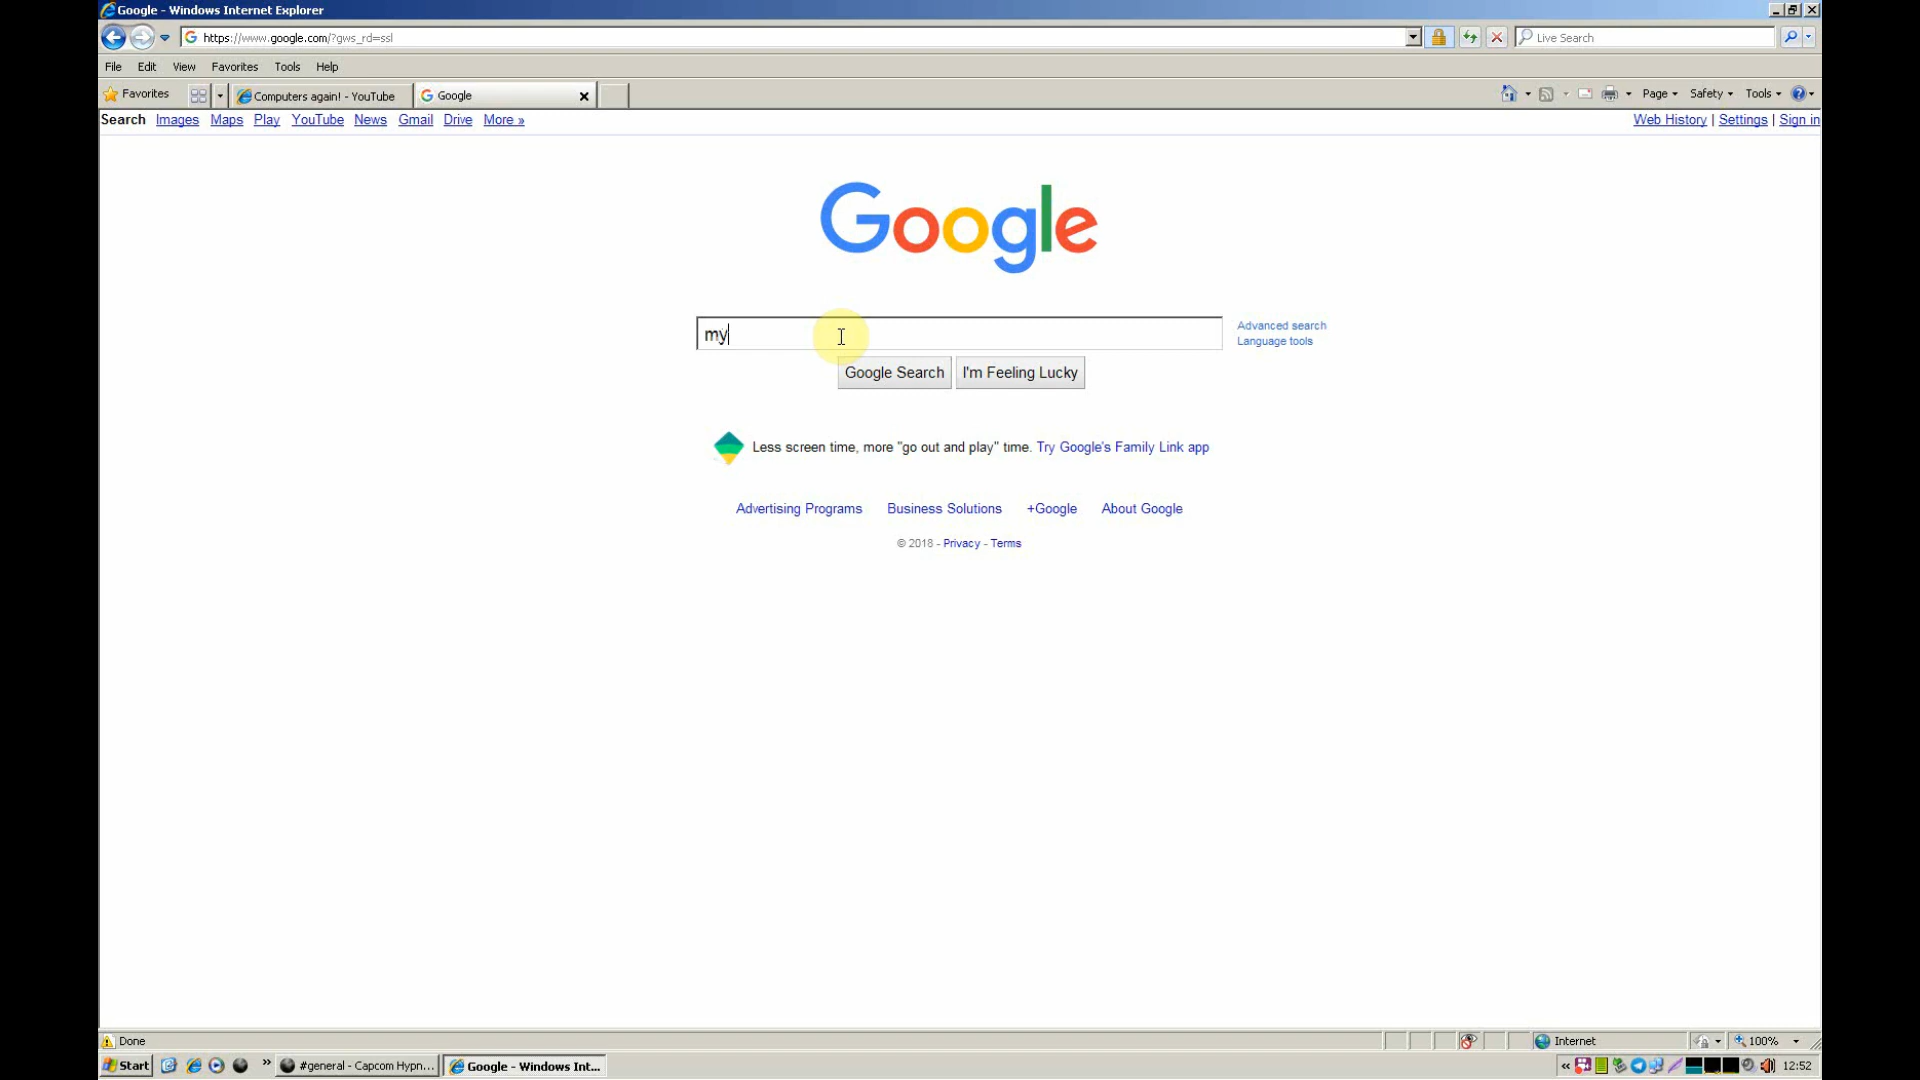 Google - Windows Internet Explorer
https://www.google.com/?gws_rd=ssl
Live Search
File Edit View Favorites Tools Help
Favorites Computers again! - YouTube Google Page Safety Tools
Search Images Maps Play YouTube News Gmail Drive More » Web History | Settings | Sign in
Google
my
Advanced search
Language tools
Google Search I'm Feeling Lucky
Less screen time, more "go out and play" time. Try Google's Family Link app
Advertising Programs Business Solutions +Google About Google
© 2018 - Privacy - Terms
Done Internet 100%
Start » #general - Capcom Hypn... Google - Windows Int... « 12:52